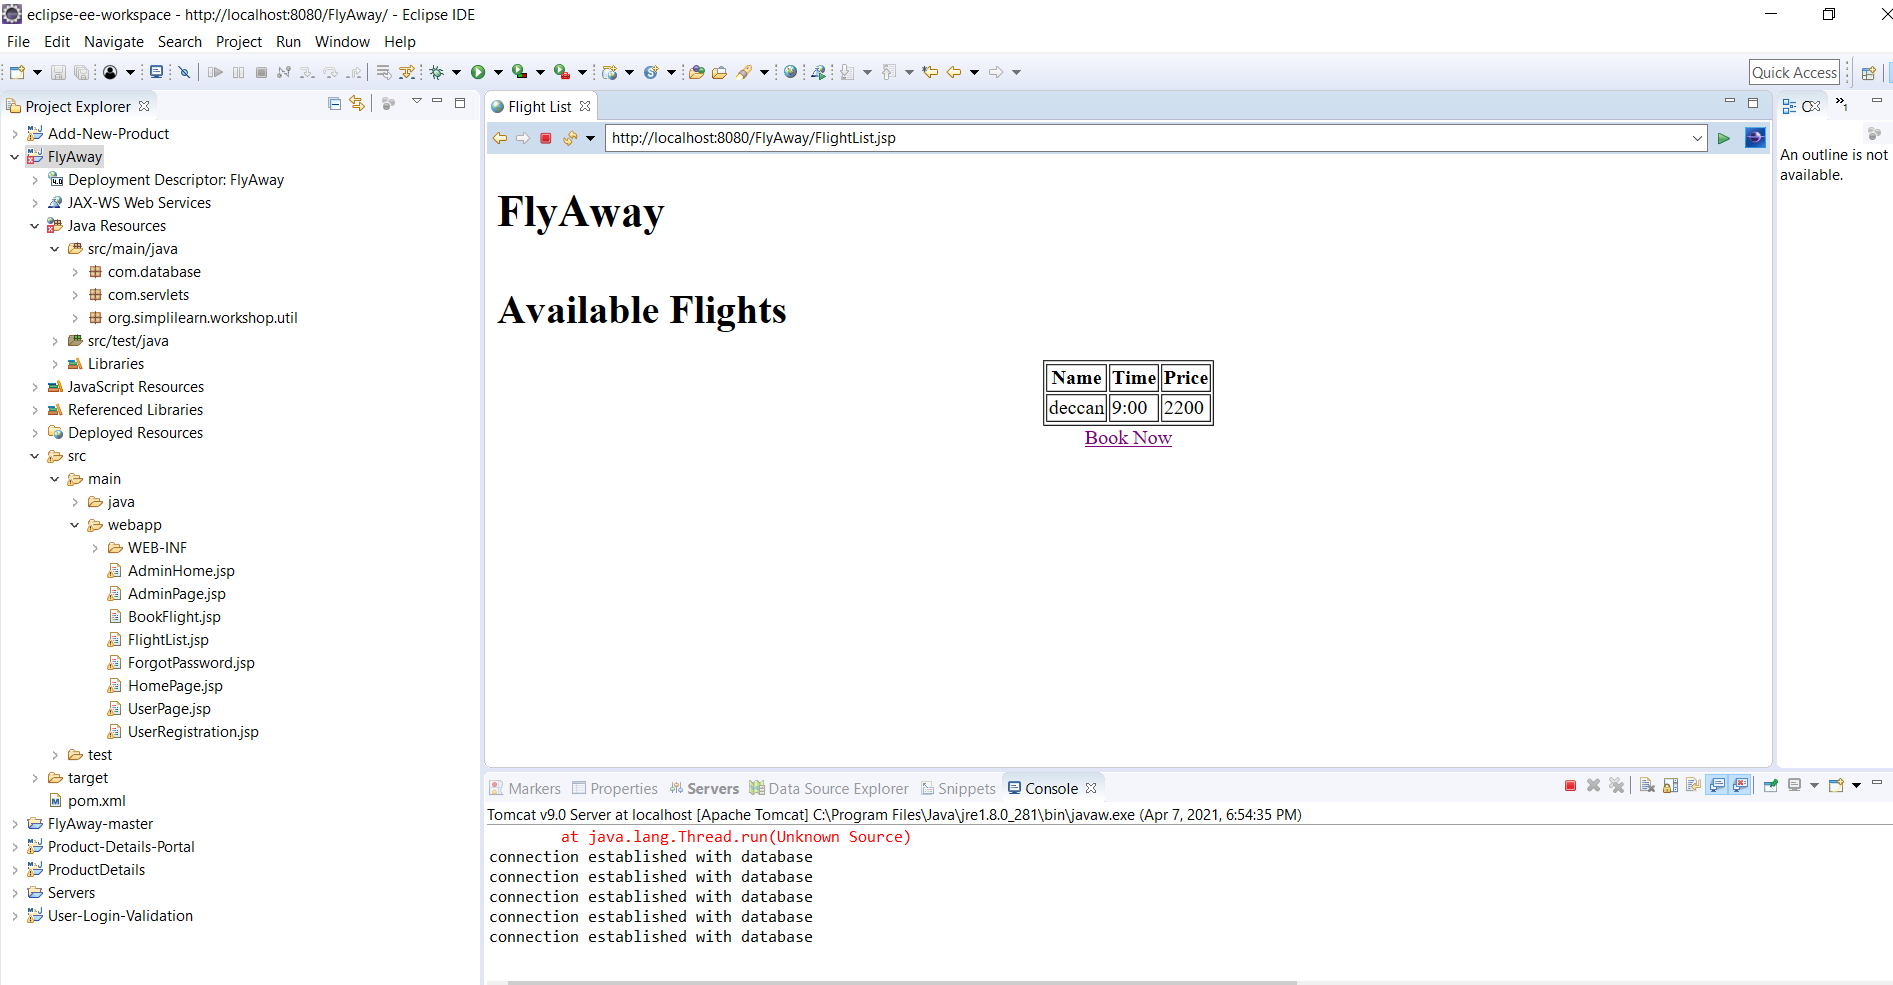 eclipse-ee-workspace - http://localhost:8080/FlyAway/ - Eclipse IDE
File Edit Navigate Search Project Run Window Help
Quick Access
Project Explorer
Add-New-Product
FlyAway
Deployment Descriptor: FlyAway
JAX-WS Web Services
Java Resources
src/main/java
com.database
com.servlets
org.simplilearn.workshop.util
src/test/java
Libraries
JavaScript Resources
Referenced Libraries
Deployed Resources
src
main
java
webapp
WEB-INF
AdminHome.jsp
AdminPage.jsp
BookFlight.jsp
FlightList.jsp
ForgotPassword.jsp
HomePage.jsp
UserPage.jsp
UserRegistration.jsp
test
target
pom.xml
FlyAway-master
Product-Details-Portal
ProductDetails
Servers
User-Login-Validation
Flight List
http://localhost:8080/FlyAway/FlightList.jsp
FlyAway
Available Flights
Name Time Price
deccan 9:00 2200
Book Now
An outline is not
available.
Markers Properties Servers Data Source Explorer Snippets Console
Tomcat v9.0 Server at localhost [Apache Tomcat] C:\Program Files\Java\jre1.8.0_281\bin\javaw.exe (Apr 7, 2021, 6:54:35 PM)
at java.lang.Thread.run(Unknown Source)
connection established with database
connection established with database
connection established with database
connection established with database
connection established with database